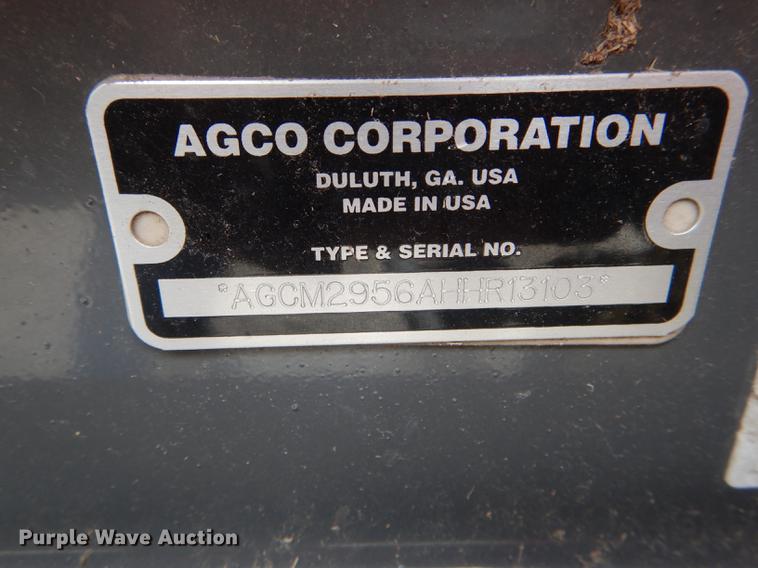 AGCO CORPORATION
DULUTH, GA. USA
MADE IN USA
TYPE & SERIAL NO.
*AGCM2956AHHR13103*
Purple Wave Auction